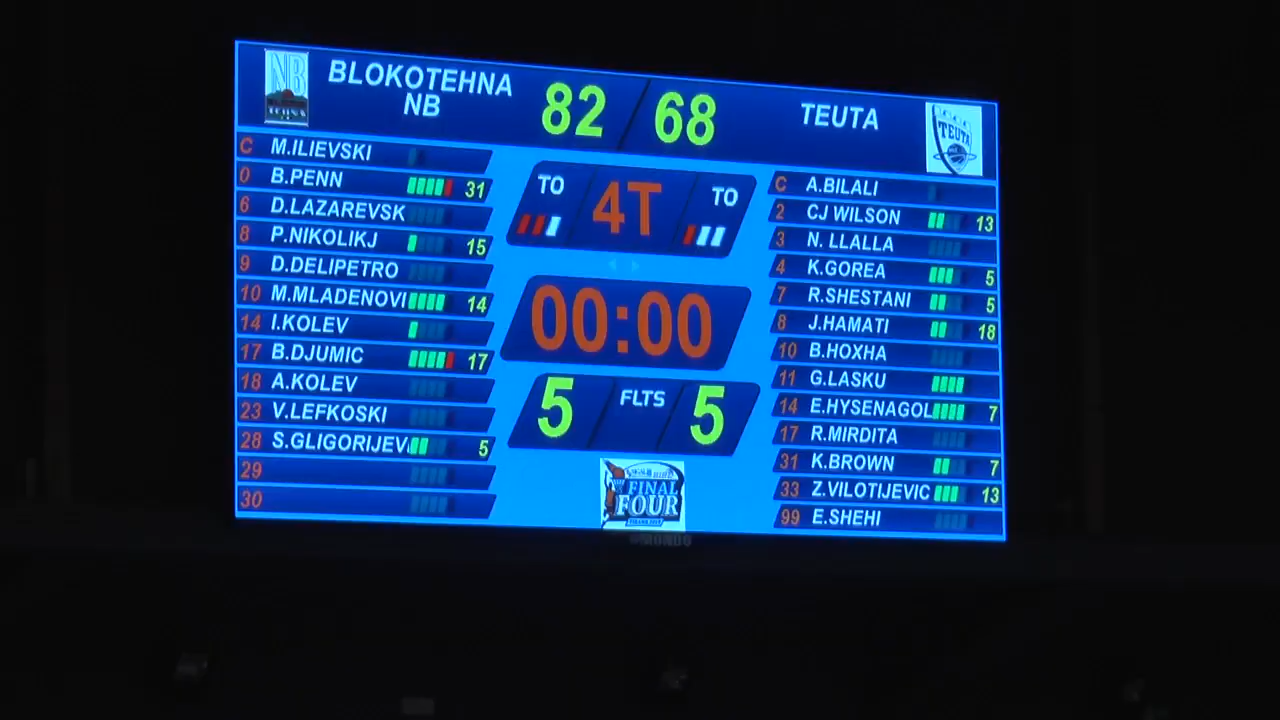 NB
BLOKOTEHNA
NB
82
68
TEUTA
TEUTA
C M.ILIEVSKI
0 B.PENN 31
6 D.LAZAREVSK
8 P.NIKOLIKJ 15
9 D.DELIPETRO
10 M.MLADENOVI 14
14 I.KOLEV
17 B.DJUMIC 17
18 A.KOLEV
23 V.LEFKOSKI
28 S.GLIGORIJEV 5
29
30
TO 4T TO
00:00
5 FLTS 5
FINAL
FOUR
MONDO
C A.BILALI
2 CJ WILSON 13
3 N. LLALLA
4 K.GOREA 5
7 R.SHESTANI 5
8 J.HAMATI 18
10 B.HOXHA
11 G.LASKU
14 E.HYSENAGOL 7
17 R.MIRDITA
31 K.BROWN 7
33 Z.VILOTIJEVIC 13
99 E.SHEHI